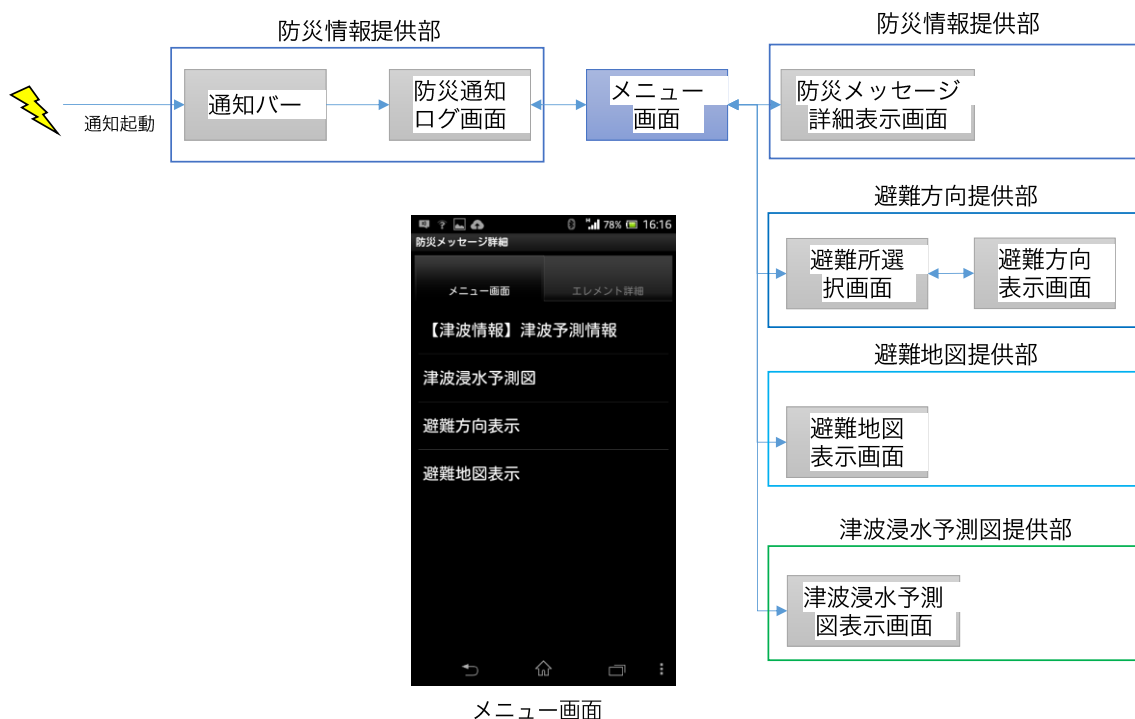 防災情報提供部
防災情報提供部
通知起動
通知バー
防災通知
ログ画面
メニュー
画面
防災メッセージ
詳細表示画面
避難方向提供部
避難所選
択画面
避難方向
表示画面
避難地図提供部
避難地図
表示画面
津波浸水予測図提供部
津波浸水予測
図表示画面
78% 16:16
防災メッセージ詳細
メニュー画面
エレメント詳細
【津波情報】津波予測情報
津波浸水予測図
避難方向表示
避難地図表示
メニュー画面